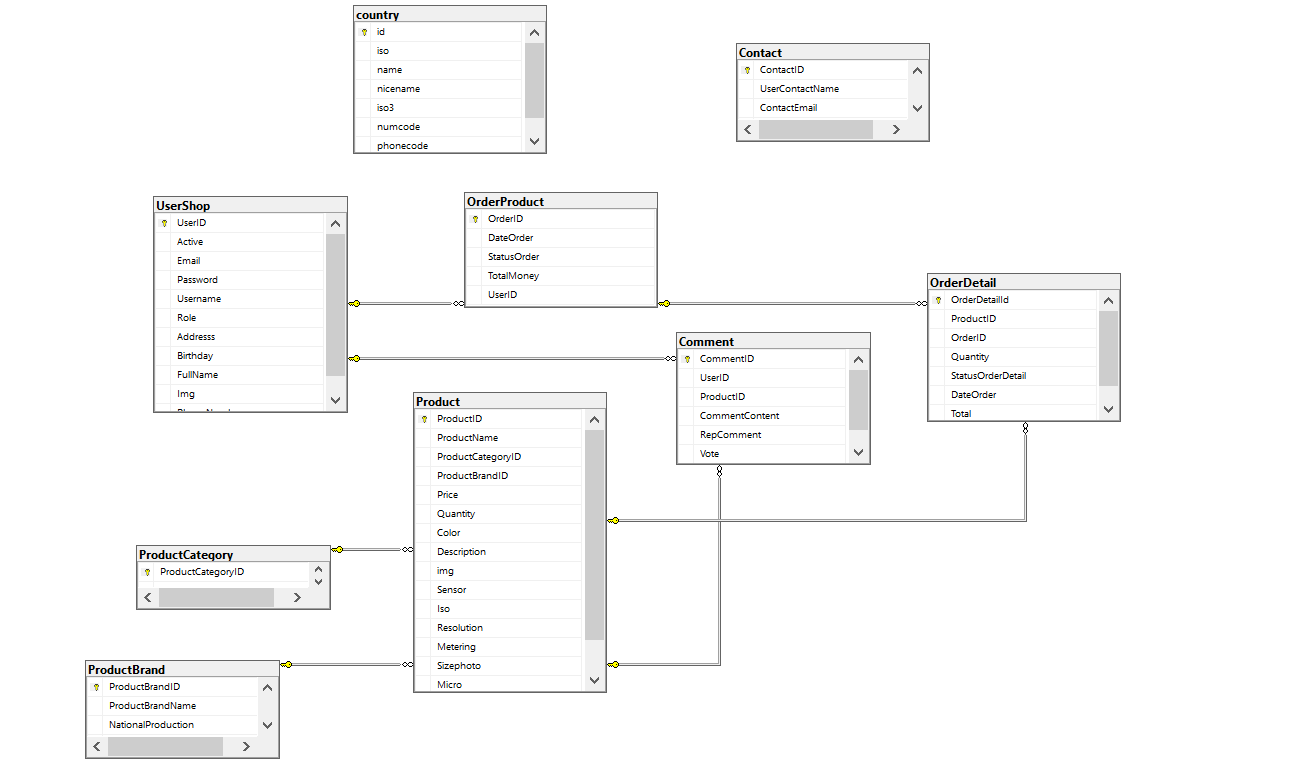 country
id
iso
name
nicename
iso3
numcode
phonecode
Contact
ContactID
UserContactName
ContactEmail
UserShop
UserID
Active
Email
Password
Username
Role
Addresss
Birthday
FullName
Img
OrderProduct
OrderID
DateOrder
StatusOrder
TotalMoney
UserID
OrderDetail
OrderDetailId
ProductID
OrderID
Quantity
StatusOrderDetail
DateOrder
Total
Comment
CommentID
UserID
ProductID
CommentContent
RepComment
Vote
Product
ProductID
ProductName
ProductCategoryID
ProductBrandID
Price
Quantity
Color
Description
img
Sensor
Iso
Resolution
Metering
Sizephoto
Micro
ProductCategory
ProductCategoryID
ProductBrand
ProductBrandID
ProductBrandName
NationalProduction